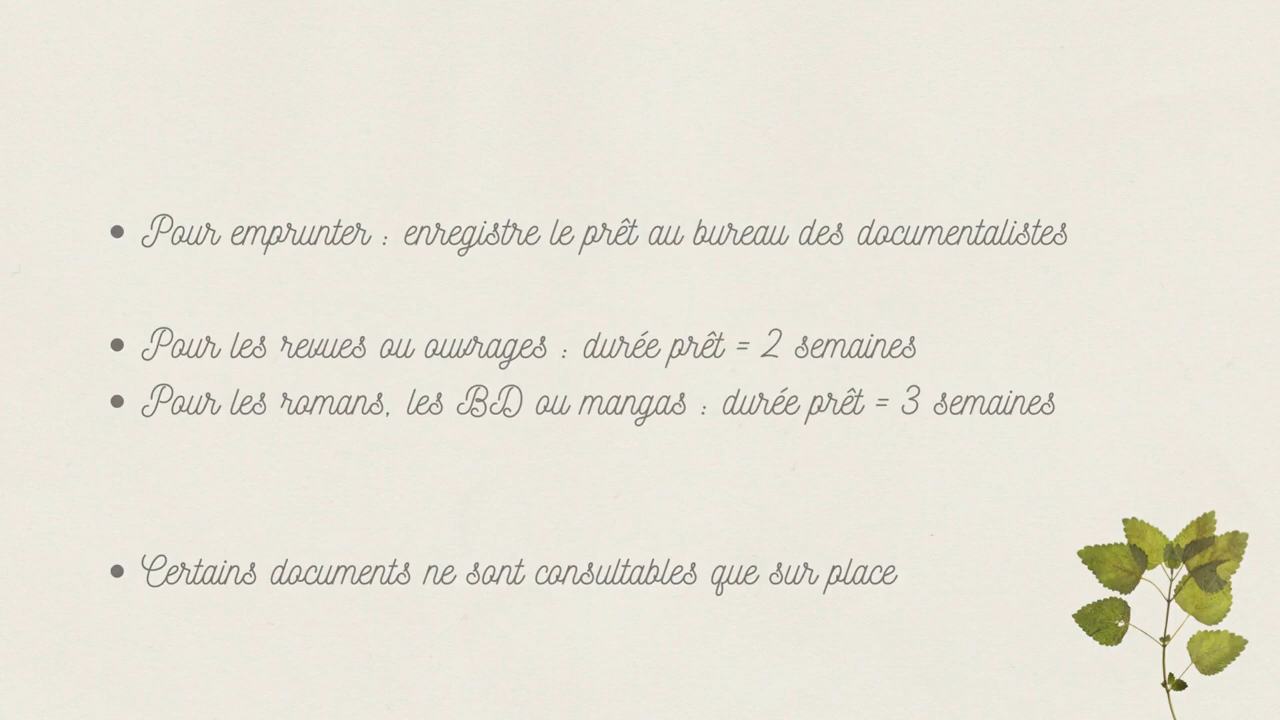 • Pour emprunter : enregistre le prêt au bureau des documentalistes
• Pour les revues ou ouvrages : durée prêt = 2 semaines
• Pour les romans, les BD ou mangas : durée prêt = 3 semaines
• Certains documents ne sont consultables que sur place